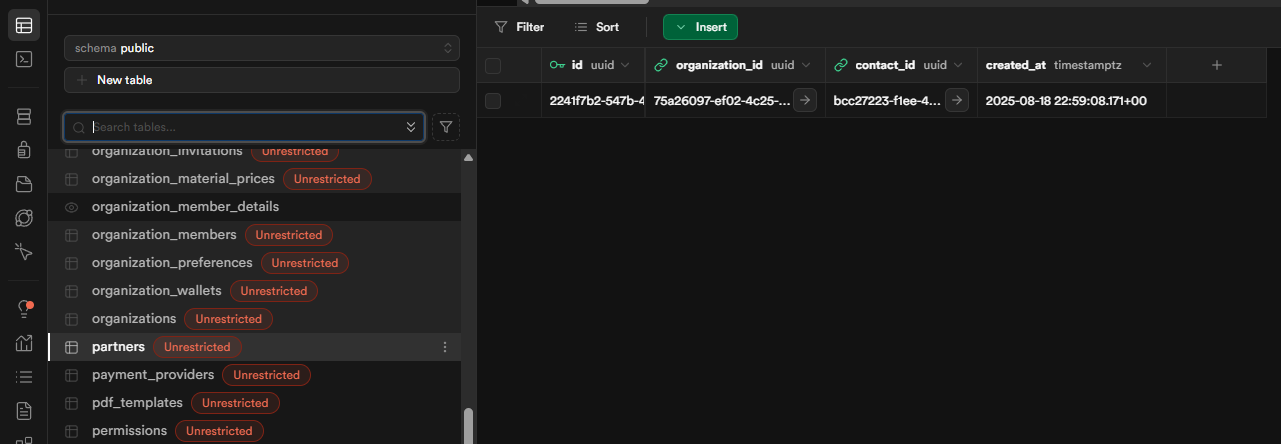 schema public
New table
Search tables...
organization_invitations Unrestricted
organization_material_prices Unrestricted
organization_member_details
organization_members Unrestricted
organization_preferences Unrestricted
organization_wallets Unrestricted
organizations Unrestricted
partners Unrestricted
payment_providers Unrestricted
pdf_templates Unrestricted
permissions Unrestricted
Filter Sort Insert
id uuid organization_id uuid contact_id uuid created_at timestamptz
2241f7b2-547b-4 75a26097-ef02-4c25-... bcc27223-f1ee-4... 2025-08-18 22:59:08.171+00